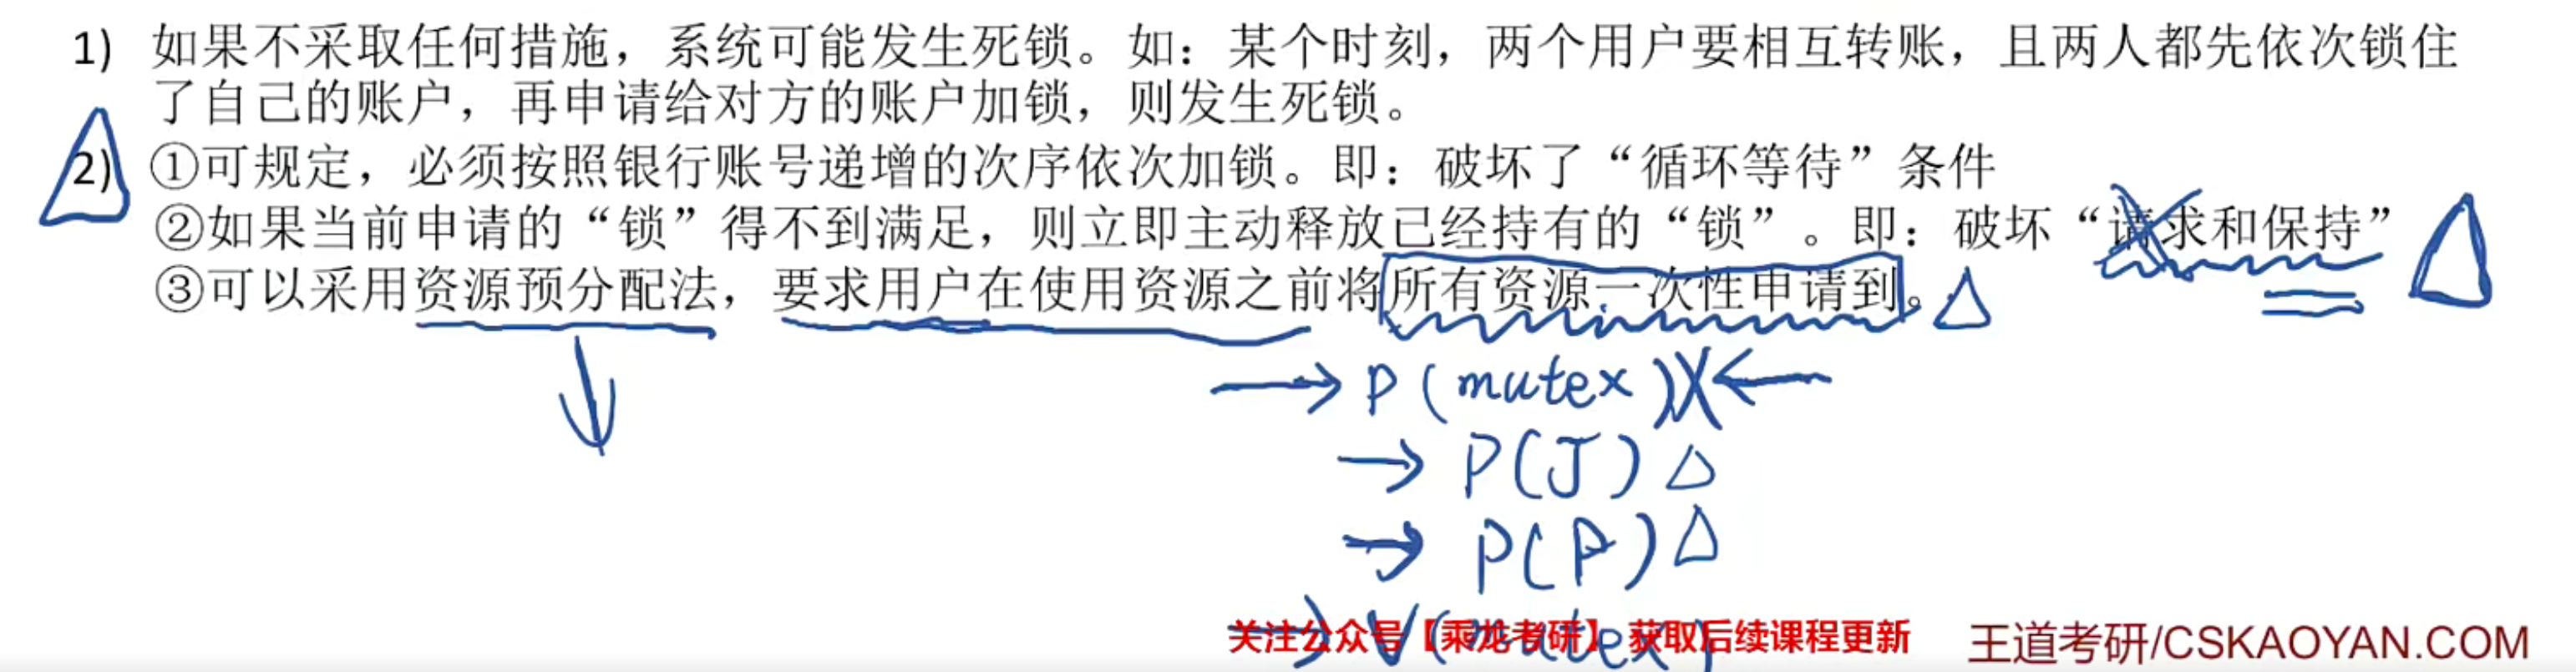 1) 如果不采取任何措施，系统可能发生死锁。如：某个时刻，两个用户要相互转账，且两人都先依次锁住
了自己的账户，再申请给对方的账户加锁，则发生死锁。
2) ①可规定，必须按照银行账号递增的次序依次加锁。即：破坏了“循环等待”条件
②如果当前申请的“锁”得不到满足，则立即主动释放已经持有的“锁”。即：破坏“请求和保持”
③可以采用资源预分配法，要求用户在使用资源之前将所有资源一次性申请到。
P(mutex)
P(J)
P(P)
V(mutex)
关注公众号【乘龙考研】获取后续课程更新
王道考研/CSKAOYAN.COM